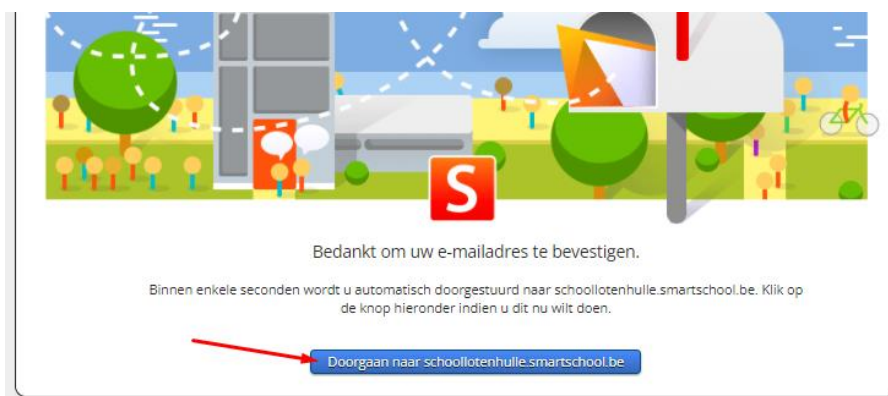 S
Bedankt om uw e-mailadres te bevestigen.
Binnen enkele seconden wordt u automatisch doorgestuurd naar schoollotenhulle.smartschool.be. Klik op
de knop hieronder indien u dit nu wilt doen.
Doorgaan naar schoollotenhulle.smartschool.be